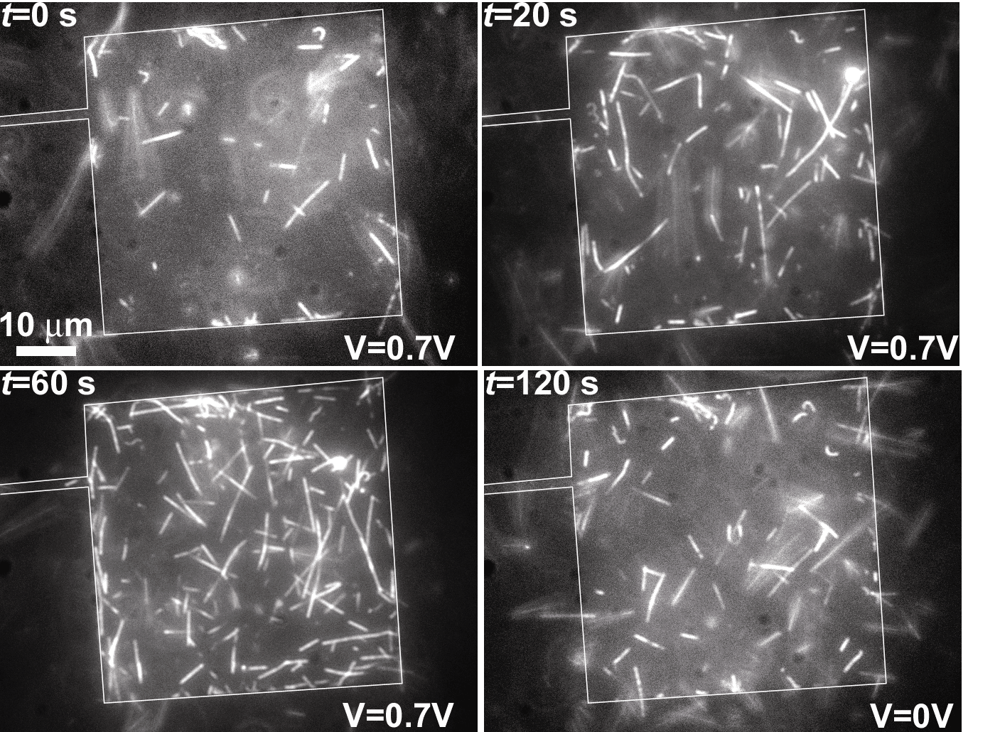 t=0 s
10 μm
V=0.7V
t=20 s
V=0.7V
t=60 s
V=0.7V
t=120 s
V=0V